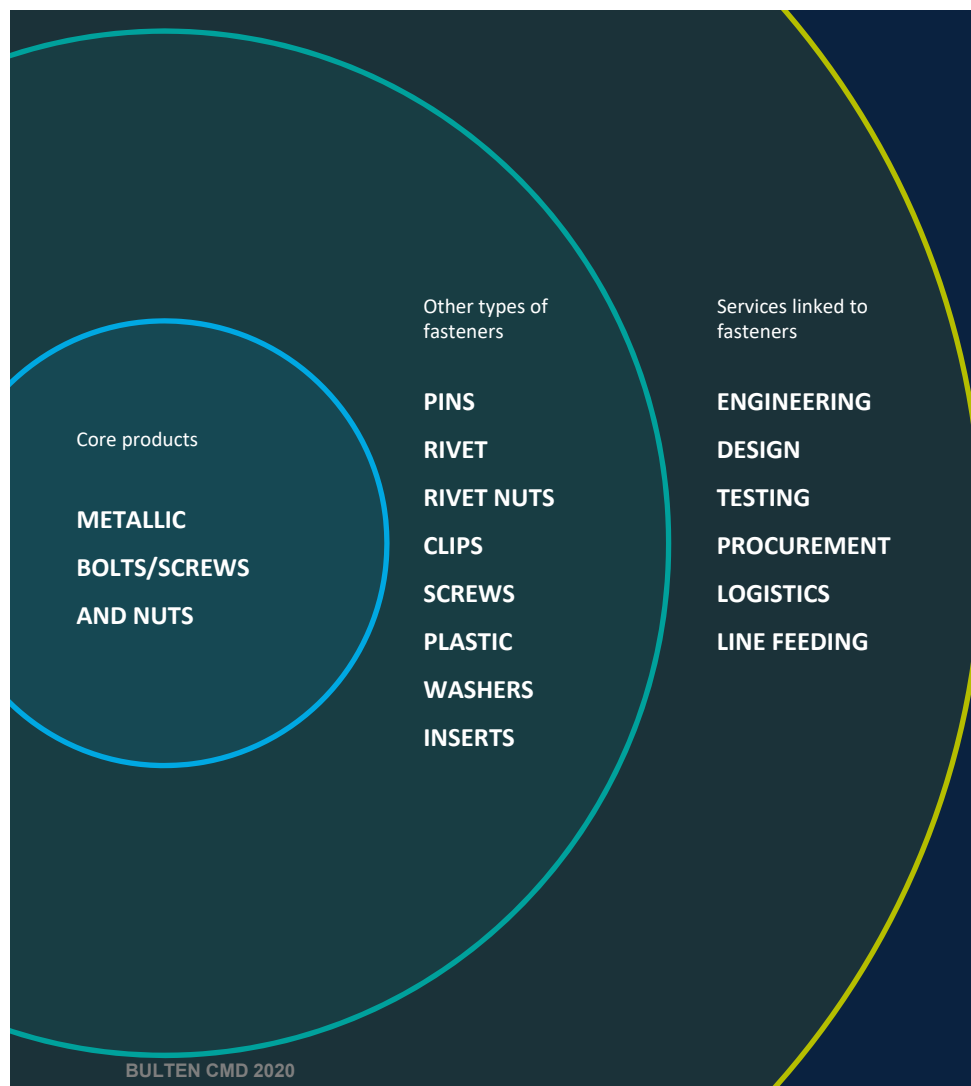 Core products
METALLIC
BOLTS/SCREWS
AND NUTS
Other types of
fasteners
PINS
RIVET
RIVET NUTS
CLIPS
SCREWS
PLASTIC
WASHERS
INSERTS
Services linked to
fasteners
ENGINEERING
DESIGN
TESTING
PROCUREMENT
LOGISTICS
LINE FEEDING
BULTEN CMD 2020